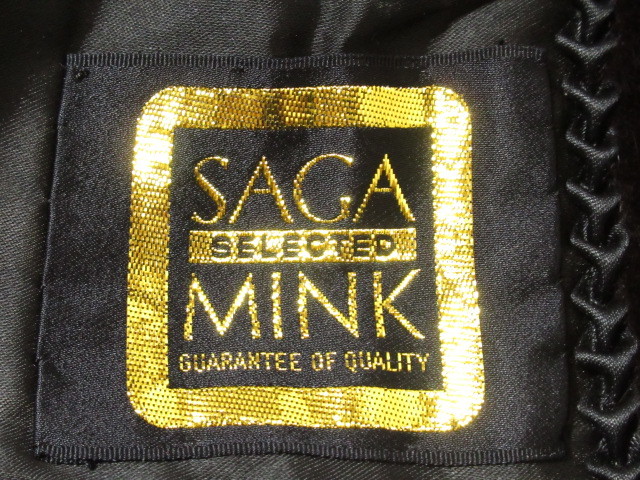 SAGA
SELECTED
MINK
GUARANTEE OF QUALITY